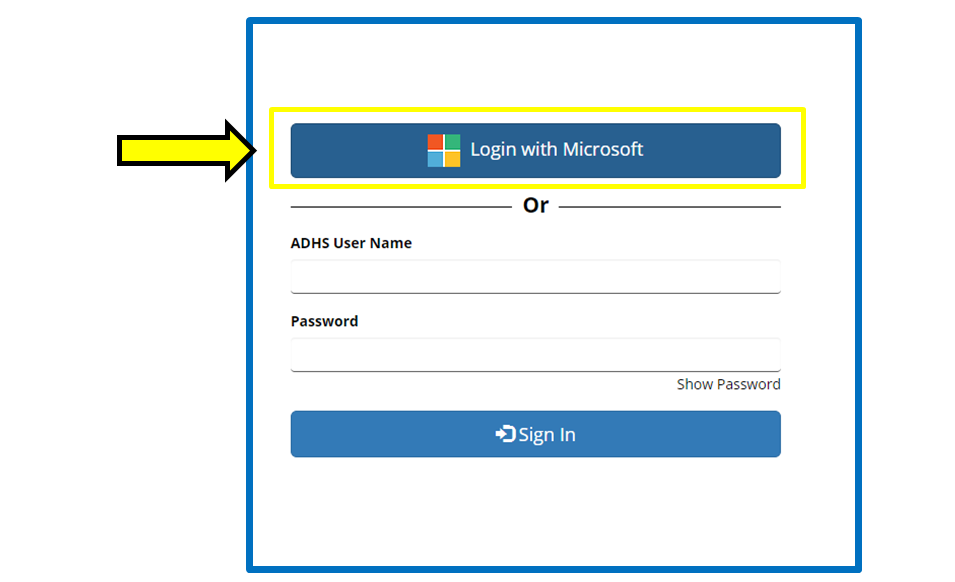 Login with Microsoft
Or
ADHS User Name
Password
Show Password
Sign In